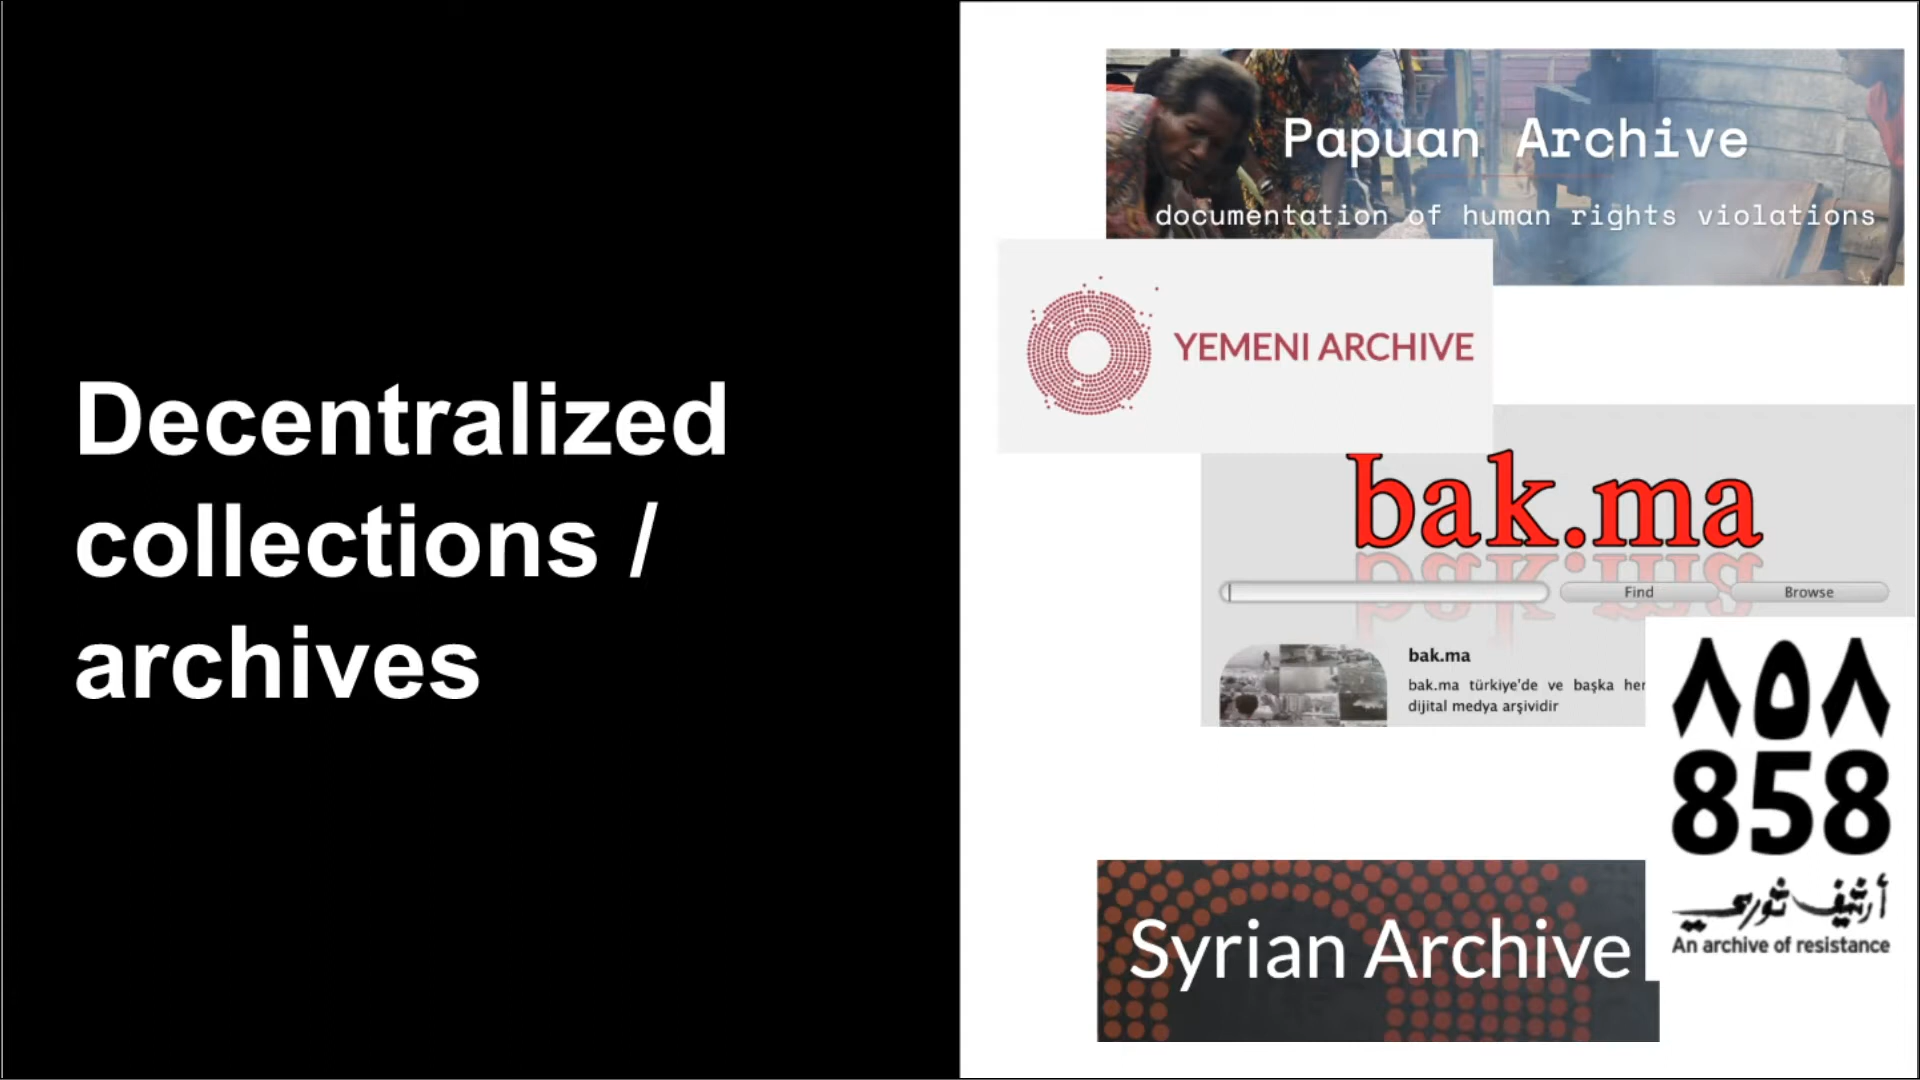 Decentralized
collections /
archives
Papuan Archive
documentation of human rights violations
YEMENI ARCHIVE
bak.ma
Find
Browse
bak.ma
bak.ma türkiye'de ve başka her
dijital medya arşividir
٨٥٨
858
أرشيف ثوري
An archive of resistance
Syrian Archive